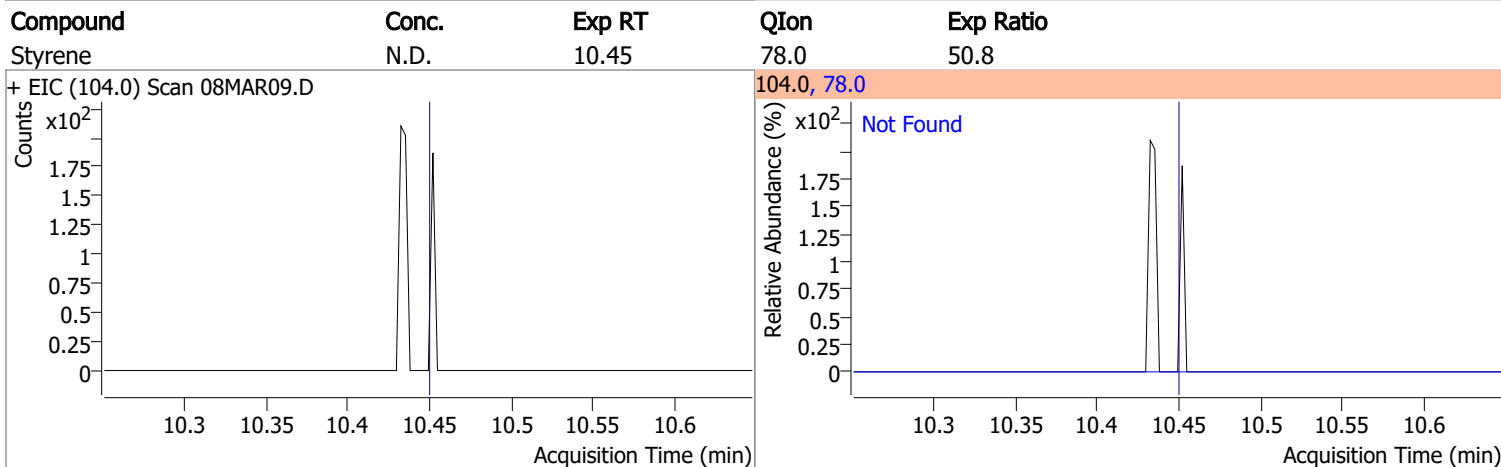 Compound Conc. Exp RT QIon Exp Ratio
Styrene N.D. 10.45 78.0 50.8
+ EIC (104.0) Scan 08MAR09.D
Counts
x10²
1.75
1.5
1.25
1
0.75
0.5
0.25
0
10.3 10.35 10.4 10.45 10.5 10.55 10.6
Acquisition Time (min)
104.0, 78.0
Relative Abundance (%)
x10²
Not Found
1.75
1.5
1.25
1
0.75
0.5
0.25
0
10.3 10.35 10.4 10.45 10.5 10.55 10.6
Acquisition Time (min)